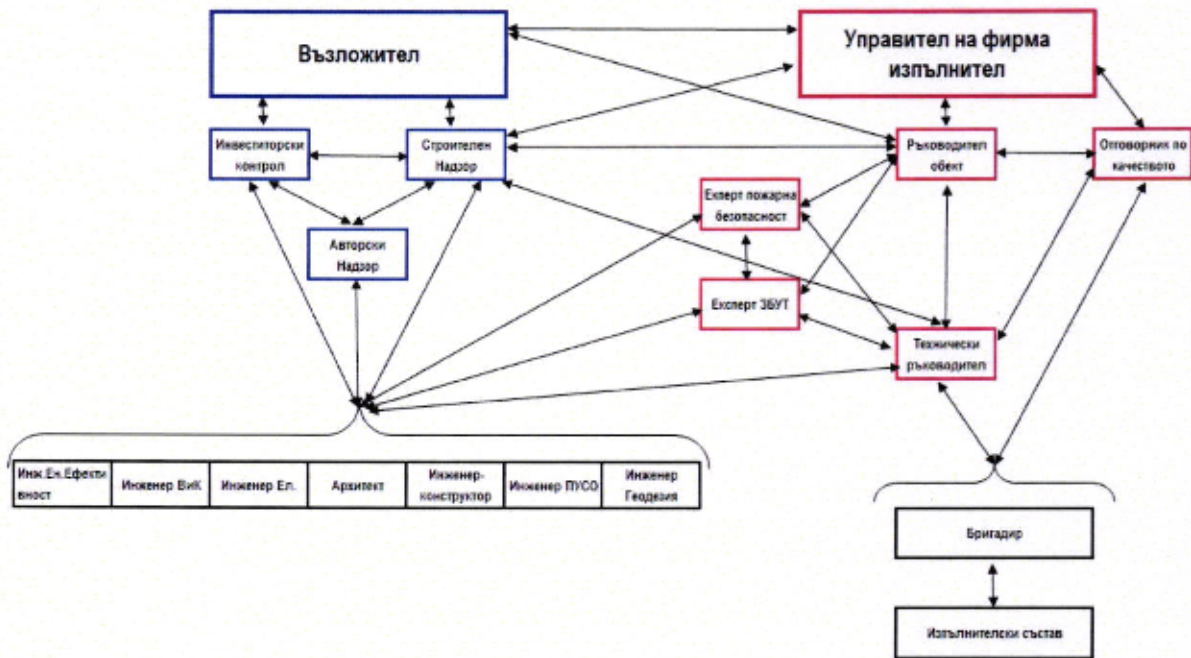 Възложител
Управител на фирма
изпълнител
Инвеститорски
контрол
Строителен
Надзор
Ръководител
обект
Отговорник по
качеството
Екперт пожарна
безопасност
Авторски
Надзор
Експерт ЗБУТ
Технически
ръководител
Инж.Ен.Ефекти
вност
Инженер ВиК
Инженер Ел.
Архитект
Инженер-
конструктор
Инженер ПУСО
Инженер
Геодезия
Бригадир
Изпълнителски състав